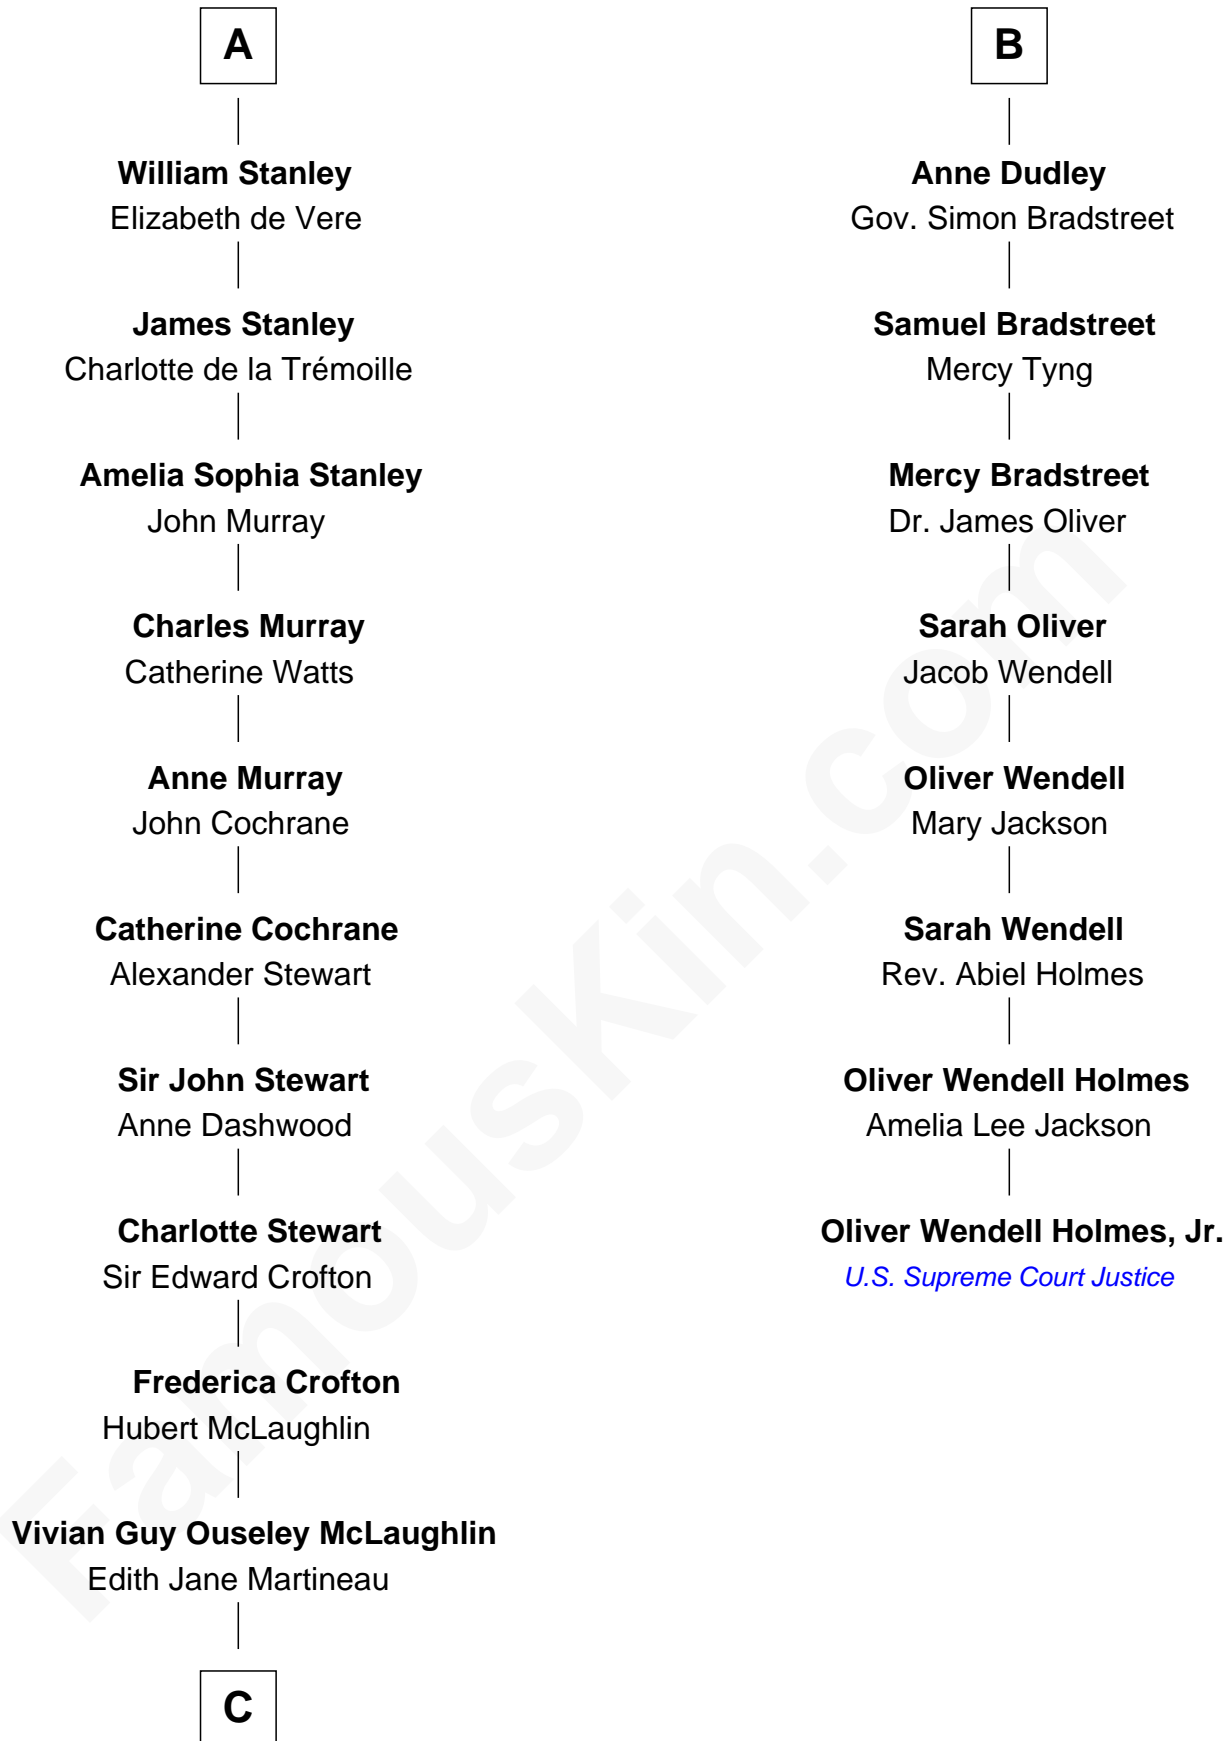 A
William Stanley
Elizabeth de Vere
James Stanley
Charlotte de la Trémoille
Amelia Sophia Stanley
John Murray
Charles Murray
Catherine Watts
Anne Murray
John Cochrane
Catherine Cochrane
Alexander Stewart
Sir John Stewart
Anne Dashwood
Charlotte Stewart
Sir Edward Crofton
Frederica Crofton
Hubert McLaughlin
Vivian Guy Ouseley McLaughlin
Edith Jane Martineau
C
B
Anne Dudley
Gov. Simon Bradstreet
Samuel Bradstreet
Mercy Tyng
Mercy Bradstreet
Dr. James Oliver
Sarah Oliver
Jacob Wendell
Oliver Wendell
Mary Jackson
Sarah Wendell
Rev. Abiel Holmes
Oliver Wendell Holmes
Amelia Lee Jackson
Oliver Wendell Holmes, Jr.
U.S. Supreme Court Justice
FamousKin.com